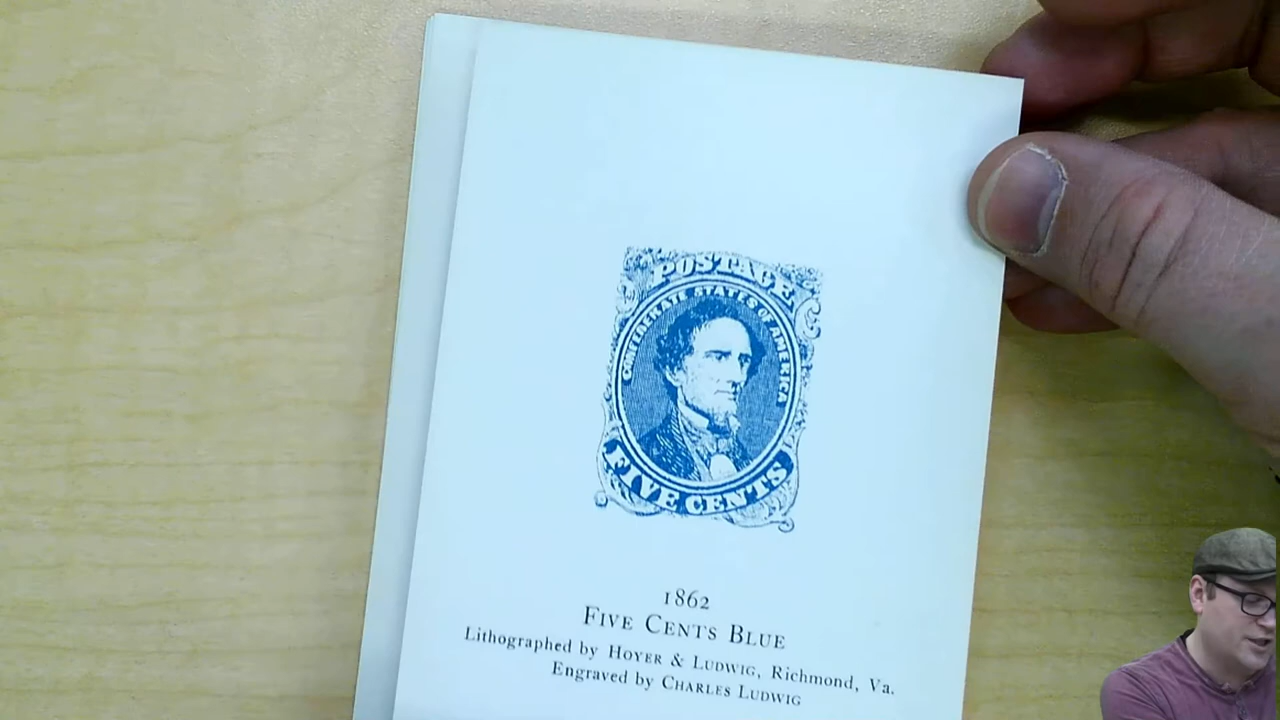 POSTAGE
CONFEDERATE STATES OF AMERICA
FIVE CENTS
1862
FIVE CENTS BLUE
Lithographed by HOYER & LUDWIG, Richmond, Va.
Engraved by CHARLES LUDWIG